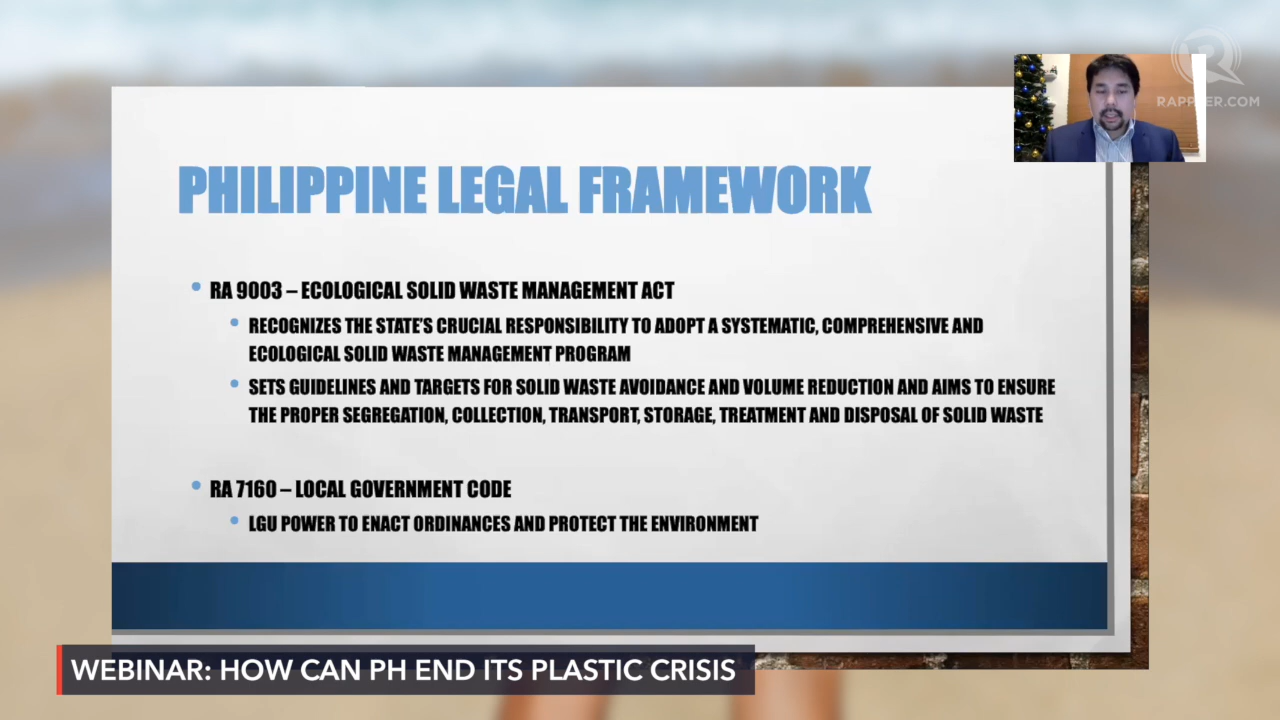 RAPPLER.COM
PHILIPPINE LEGAL FRAMEWORK
• RA 9003 – ECOLOGICAL SOLID WASTE MANAGEMENT ACT
• RECOGNIZES THE STATE'S CRUCIAL RESPONSIBILITY TO ADOPT A SYSTEMATIC, COMPREHENSIVE AND
ECOLOGICAL SOLID WASTE MANAGEMENT PROGRAM
• SETS GUIDELINES AND TARGETS FOR SOLID WASTE AVOIDANCE AND VOLUME REDUCTION AND AIMS TO ENSURE
THE PROPER SEGREGATION, COLLECTION, TRANSPORT, STORAGE, TREATMENT AND DISPOSAL OF SOLID WASTE
• RA 7160 – LOCAL GOVERNMENT CODE
• LGU POWER TO ENACT ORDINANCES AND PROTECT THE ENVIRONMENT
WEBINAR: HOW CAN PH END ITS PLASTIC CRISIS